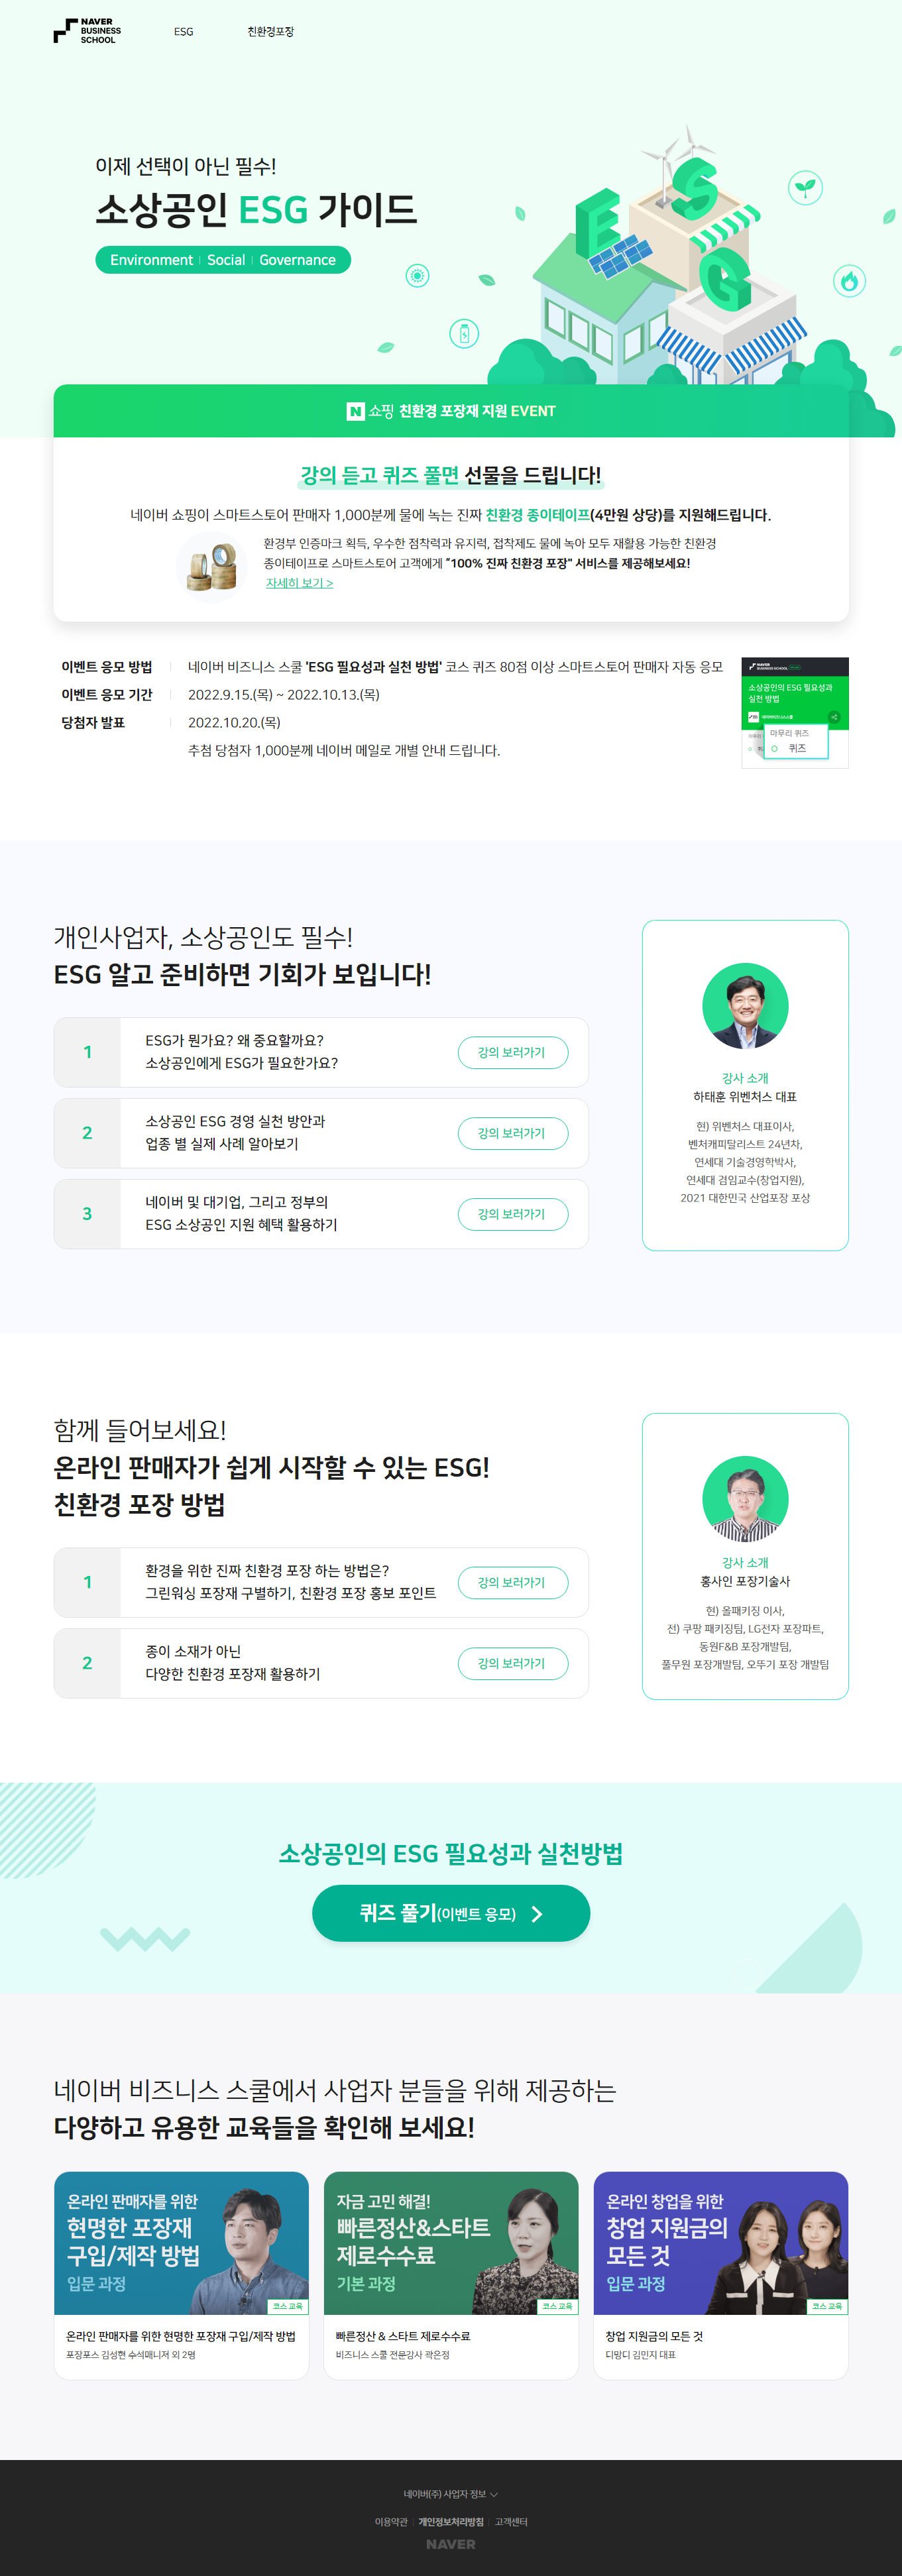 NAVER
BUSINESS
SCHOOL
ESG
친환경포장
이제 선택이 아닌 필수!
소상공인 ESG 가이드
Environment | Social | Governance
E S G
N 쇼핑 친환경 포장재 지원 EVENT
강의 듣고 퀴즈 풀면 선물을 드립니다!
네이버 쇼핑이 스마트스토어 판매자 1,000분께 물에 녹는 진짜 친환경 종이테이프(4만원 상당)를 지원해드립니다.
환경부 인증마크 획득, 우수한 점착력과 유지력, 접착제도 물에 녹아 모두 재활용 가능한 친환경
종이테이프로 스마트스토어 고객에게 "100% 진짜 친환경 포장" 서비스를 제공해보세요!
자세히 보기 >
이벤트 응모 방법 | 네이버 비즈니스 스쿨 'ESG 필요성과 실천 방법' 코스 퀴즈 80점 이상 스마트스토어 판매자 자동 응모
이벤트 응모 기간 | 2022.9.15.(목) ~ 2022.10.13.(목)
당첨자 발표 | 2022.10.20.(목)
추첨 당첨자 1,000분께 네이버 메일로 개별 안내 드립니다.
NAVER
BUSINESS SCHOOL
소상공인의 ESG 필요성과
실천 방법
마무리 퀴즈
퀴즈
개인사업자, 소상공인도 필수!
ESG 알고 준비하면 기회가 보입니다!
1
ESG가 뭔가요? 왜 중요할까요?
소상공인에게 ESG가 필요한가요?
강의 보러가기
2
소상공인 ESG 경영 실천 방안과
업종 별 실제 사례 알아보기
강의 보러가기
3
네이버 및 대기업, 그리고 정부의
ESG 소상공인 지원 혜택 활용하기
강의 보러가기
강사 소개
하태훈 위벤처스 대표
현) 위벤처스 대표이사,
벤처캐피탈리스트 24년차,
연세대 기술경영학박사,
연세대 겸임교수(창업지원),
2021 대한민국 산업포장 포상
함께 들어보세요!
온라인 판매자가 쉽게 시작할 수 있는 ESG!
친환경 포장 방법
1
환경을 위한 진짜 친환경 포장 하는 방법은?
그린워싱 포장재 구별하기, 친환경 포장 홍보 포인트
강의 보러가기
2
종이 소재가 아닌
다양한 친환경 포장재 활용하기
강의 보러가기
강사 소개
홍사인 포장기술사
현) 올패키징 이사,
전) 쿠팡 패키징팀, LG전자 포장파트,
동원F&B 포장개발팀,
풀무원 포장개발팀, 오뚜기 포장 개발팀
소상공인의 ESG 필요성과 실천방법
퀴즈 풀기(이벤트 응모) >
네이버 비즈니스 스쿨에서 사업자 분들을 위해 제공하는
다양하고 유용한 교육들을 확인해 보세요!
온라인 판매자를 위한
현명한 포장재
구입/제작 방법
입문 과정
코스 교육
온라인 판매자를 위한 현명한 포장재 구입/제작 방법
포장포스 김성현 수석매니저 외 2명
자금 고민 해결!
빠른정산&스타트
제로수수료
기본 과정
코스 교육
빠른정산 & 스타트 제로수수료
비즈니스 스쿨 전문강사 곽은정
온라인 창업을 위한
창업 지원금의
모든 것
입문 과정
코스 교육
창업 지원금의 모든 것
디망디 김민지 대표
네이버(주) 사업자 정보
이용약관 | 개인정보처리방침 | 고객센터
NAVER